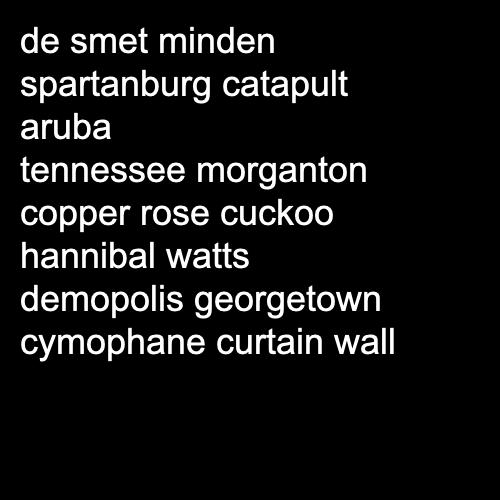 de smet minden
spartanburg catapult
aruba
tennessee morganton
copper rose cuckoo
hannibal watts
demopolis georgetown
cymophane curtain wall